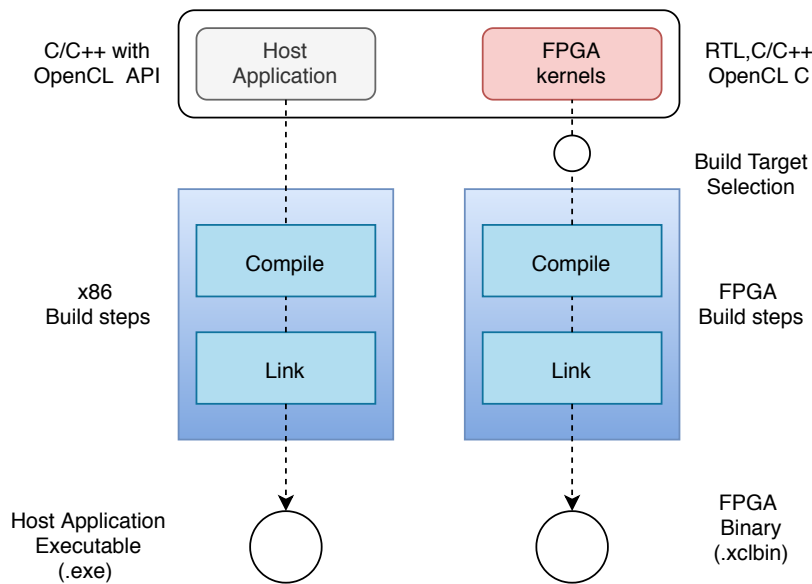 C/C++ with
OpenCL API
Host
Application
FPGA
kernels
RTL,C/C++
OpenCL C
Build Target
Selection
x86
Build steps
Compile
Link
Compile
Link
FPGA
Build steps
Host Application
Executable
(.exe)
FPGA
Binary
(.xclbin)